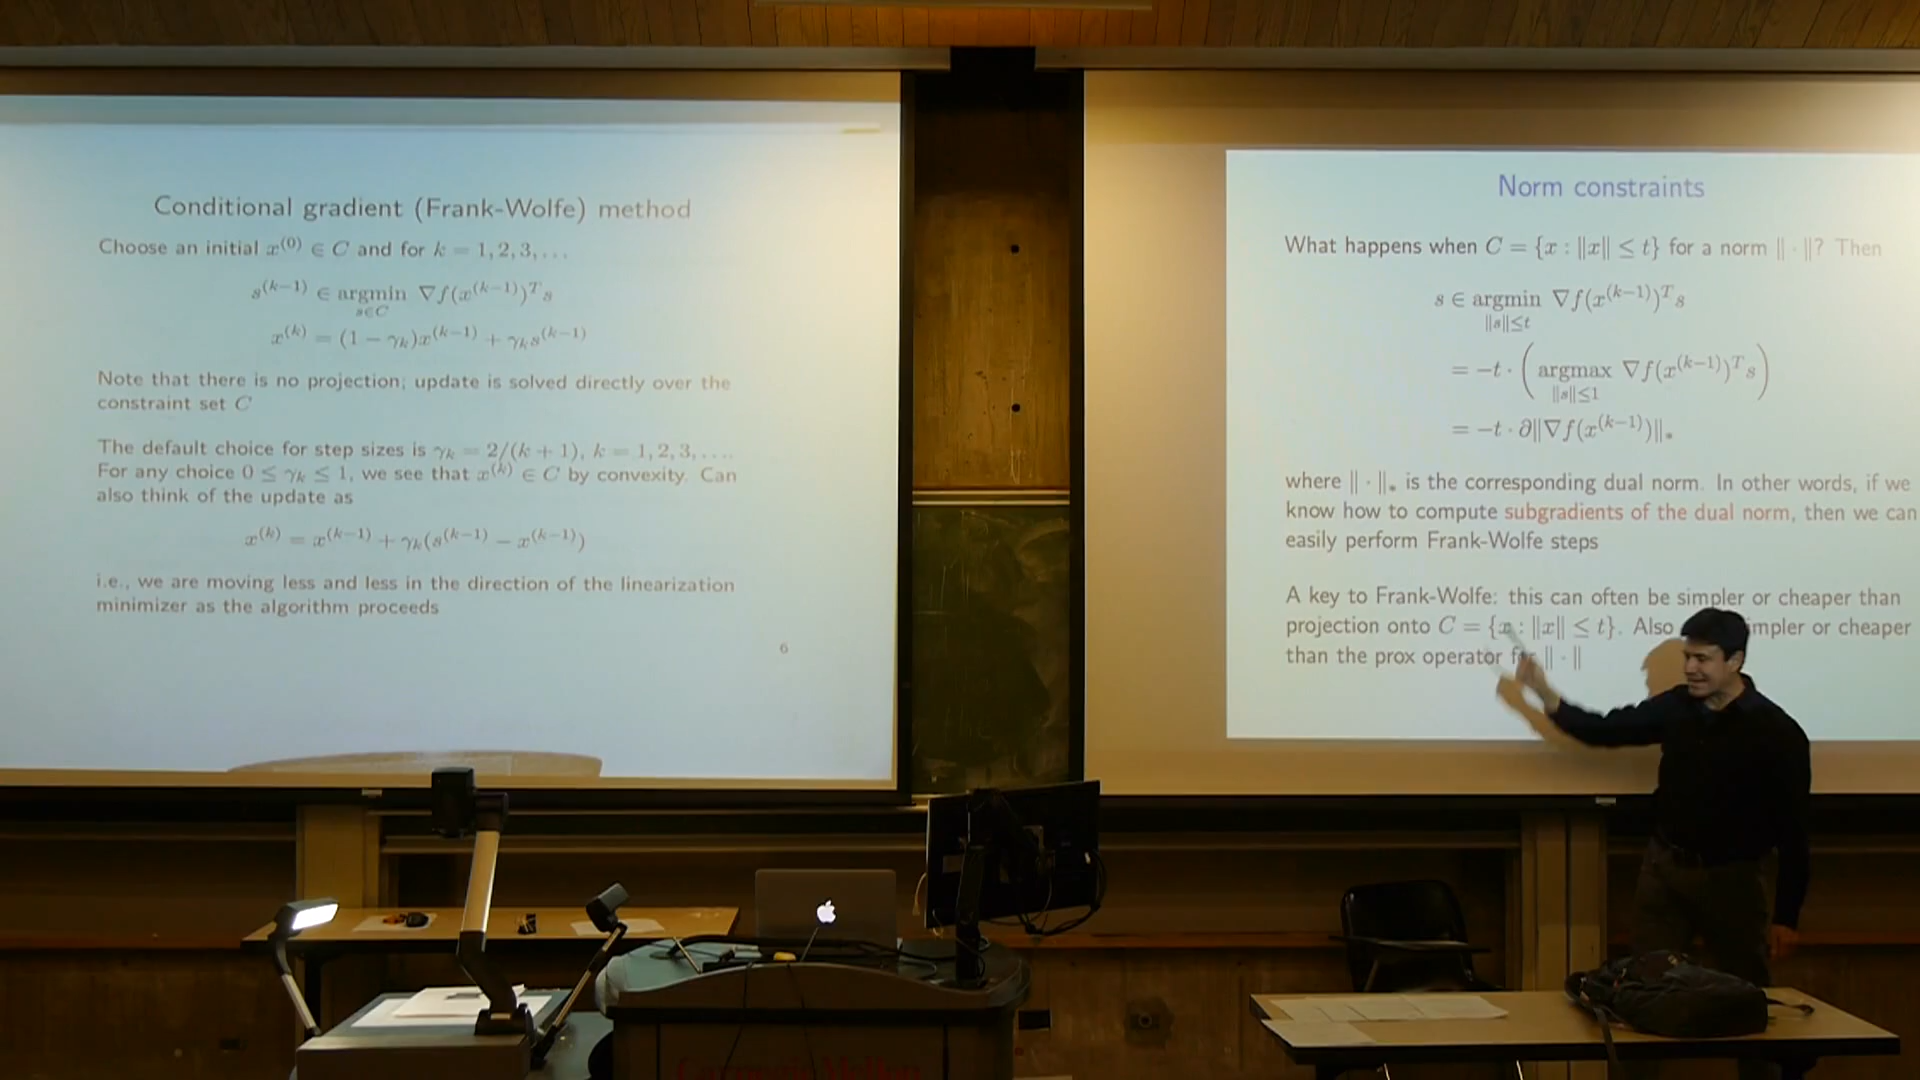 Conditional gradient (Frank-Wolfe) method
Choose an initial x^{(0)} ∈ C and for k = 1, 2, 3, ...
s^{(k−1)} ∈ argmin_{s∈C} ∇f(x^{(k−1)})^T s
x^{(k)} = (1 − γ_k)x^{(k−1)} + γ_k s^{(k−1)}
Note that there is no projection; update is solved directly over the
constraint set C
The default choice for step sizes is γ_k = 2/(k + 1), k = 1, 2, 3, ....
For any choice 0 ≤ γ_k ≤ 1, we see that x^{(k)} ∈ C by convexity. Can
also think of the update as
x^{(k)} = x^{(k−1)} + γ_k(s^{(k−1)} − x^{(k−1)})
i.e., we are moving less and less in the direction of the linearization
minimizer as the algorithm proceeds
6
Norm constraints
What happens when C = {x : ‖x‖ ≤ t} for a norm ‖ · ‖? Then
s ∈ argmin_{‖s‖≤t} ∇f(x^{(k−1)})^T s
= −t · ( argmax_{‖s‖≤1} ∇f(x^{(k−1)})^T s )
= −t · ∂‖∇f(x^{(k−1)})‖_*
where ‖ · ‖_* is the corresponding dual norm. In other words, if we
know how to compute subgradients of the dual norm, then we can
easily perform Frank-Wolfe steps
A key to Frank-Wolfe: this can often be simpler or cheaper than
projection onto C = {x : ‖x‖ ≤ t}. Also or cheaper
than the prox operator ‖ · ‖
Carnegie Mellon